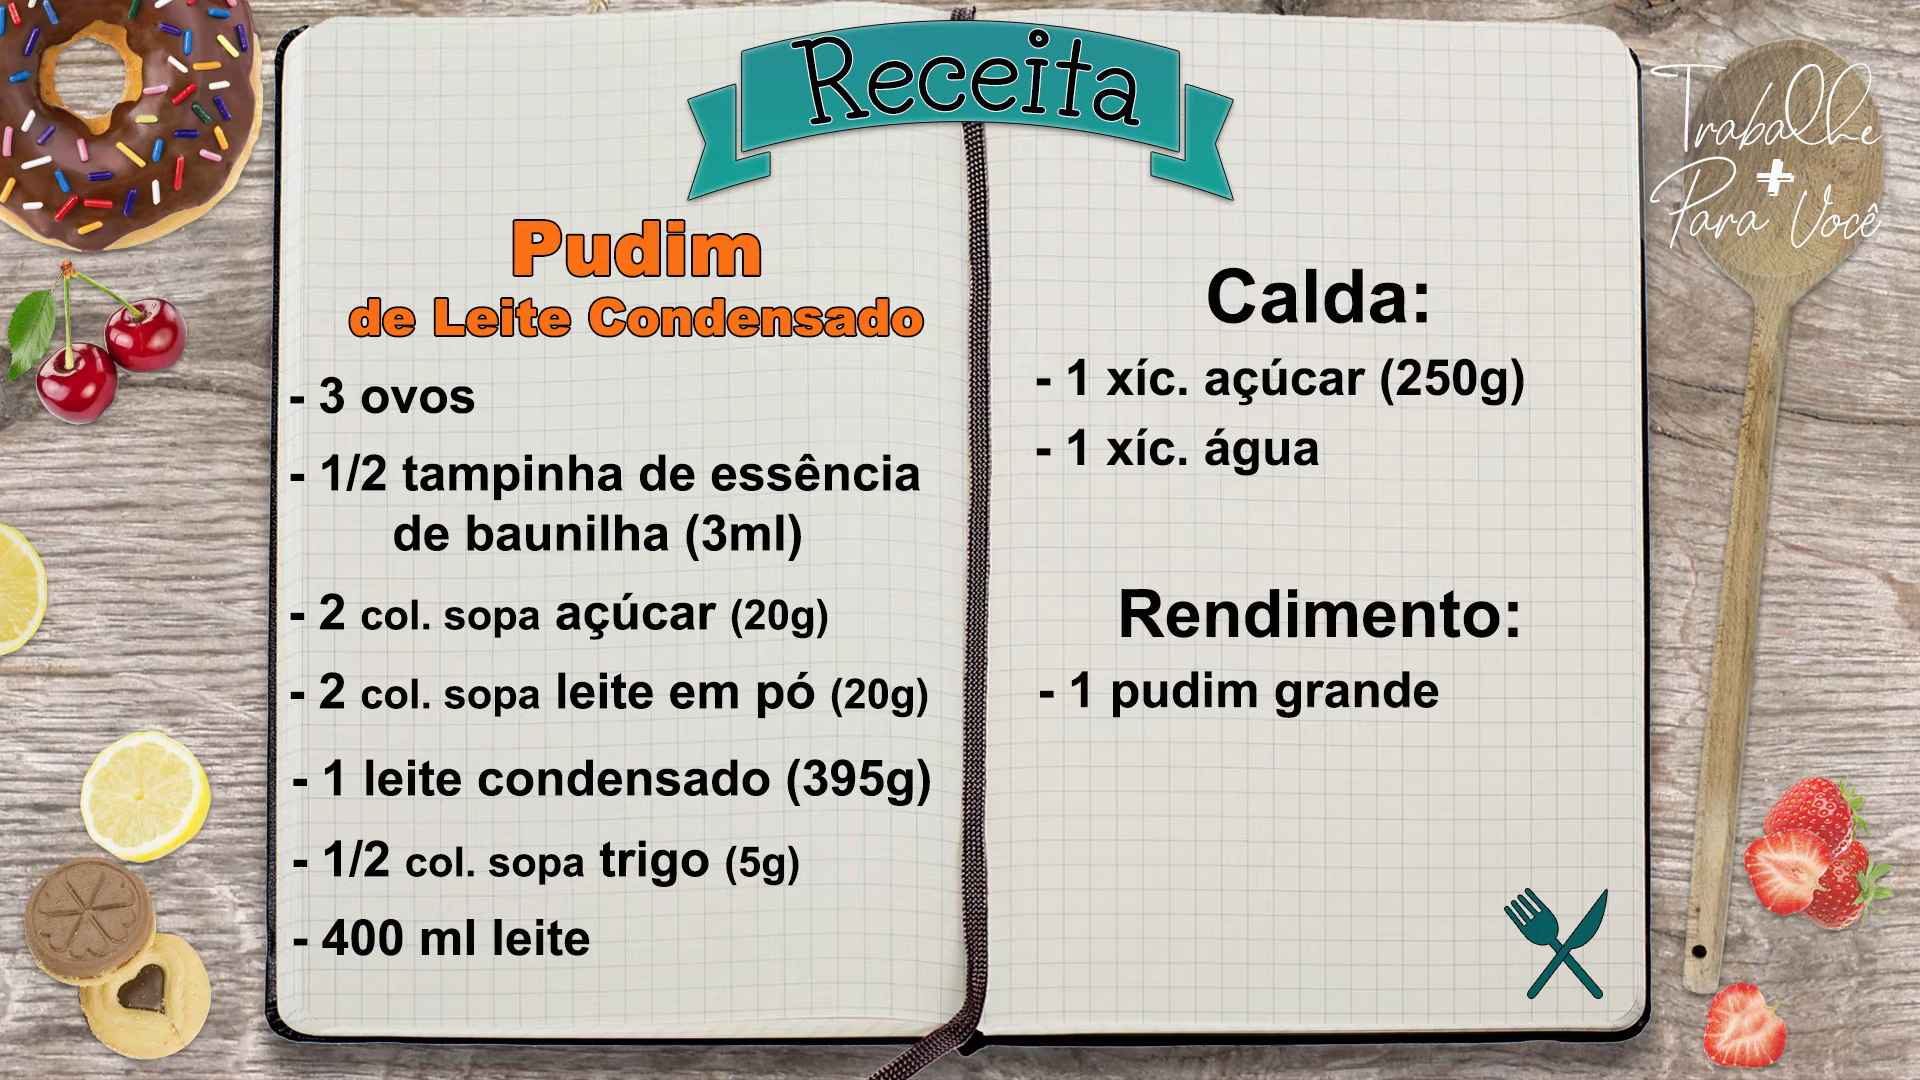 Receita
Trabalhe
+
Para Você
Pudim
de Leite Condensado
- 3 ovos
- 1/2 tampinha de essência
de baunilha (3ml)
- 2 col. sopa açúcar (20g)
- 2 col. sopa leite em pó (20g)
- 1 leite condensado (395g)
- 1/2 col. sopa trigo (5g)
- 400 ml leite
Calda:
- 1 xíc. açúcar (250g)
- 1 xíc. água
Rendimento:
- 1 pudim grande